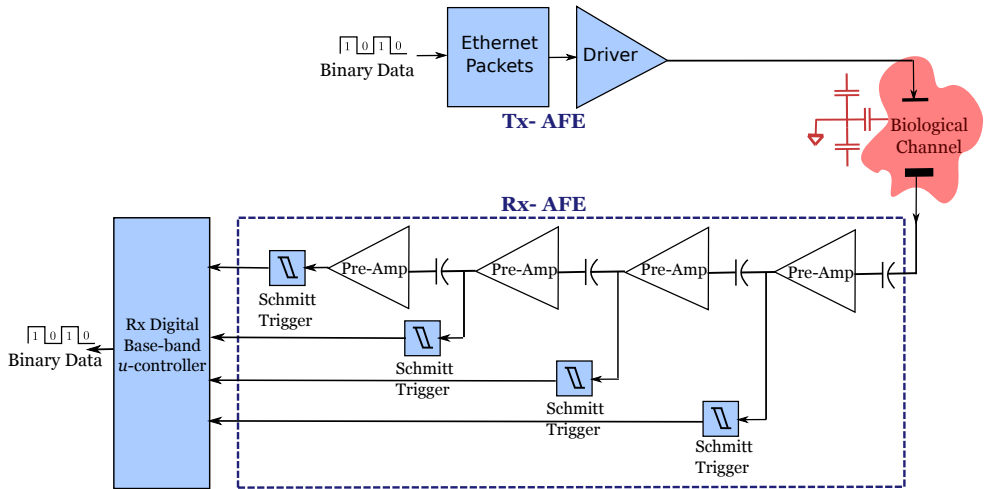 1 0 1 0
Binary Data
Ethernet
Packets
Driver
Tx- AFE
Biological
Channel
Rx- AFE
Pre-Amp
Pre-Amp
Pre-Amp
Pre-Amp
Schmitt
Trigger
Schmitt
Trigger
Schmitt
Trigger
Schmitt
Trigger
Rx Digital
Base-band
u-controller
1 0 1 0
Binary Data